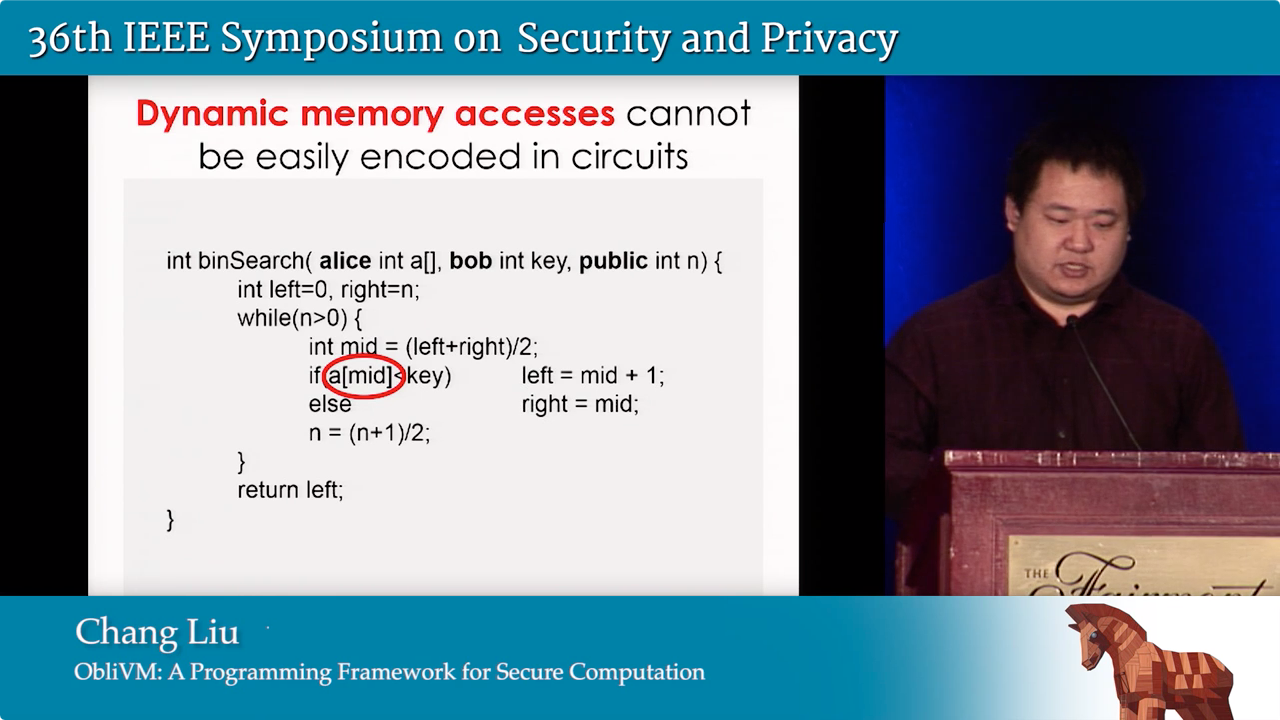 36th IEEE Symposium on Security and Privacy
Dynamic memory accesses cannot
be easily encoded in circuits
int binSearch( alice int a[], bob int key, public int n) {
int left=0, right=n;
while(n>0) {
int mid = (left+right)/2;
if(a[mid]<key) left = mid + 1;
else right = mid;
n = (n+1)/2;
}
return left;
}
THE Fairmont
Chang Liu
ObliVM: A Programming Framework for Secure Computation